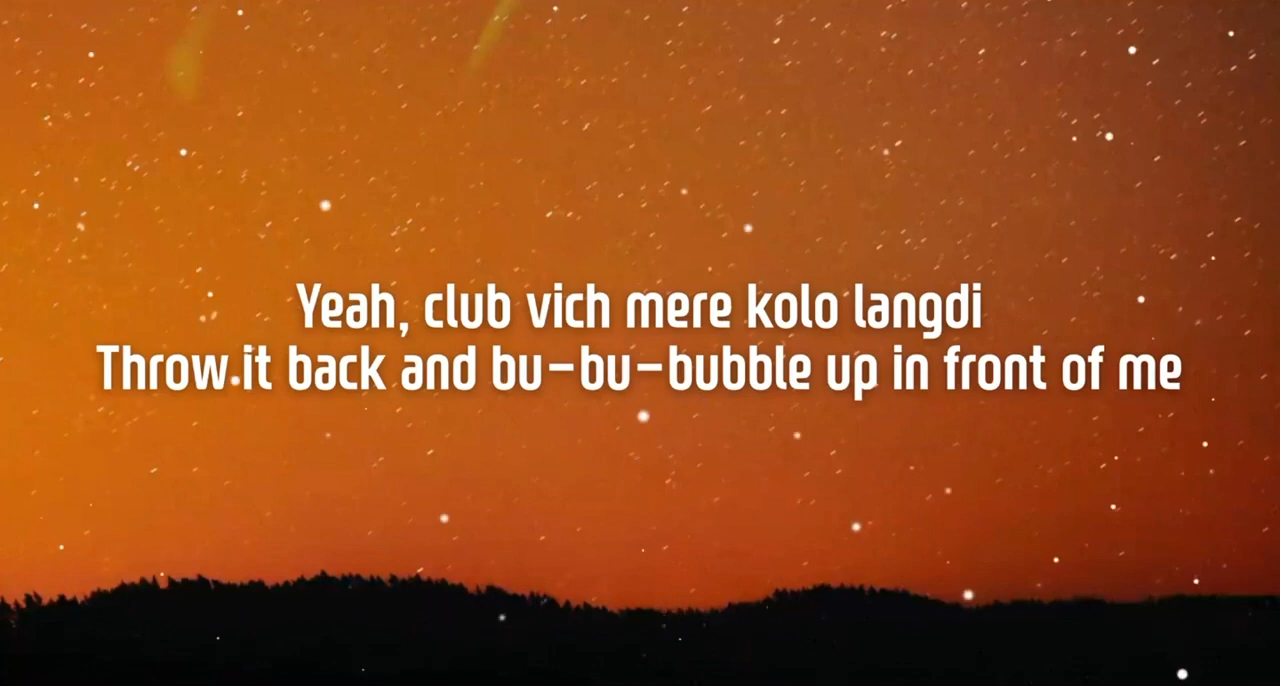 Yeah, club vich mere kolo langdi
Throw it back and bu-bu-bubble up in front of me